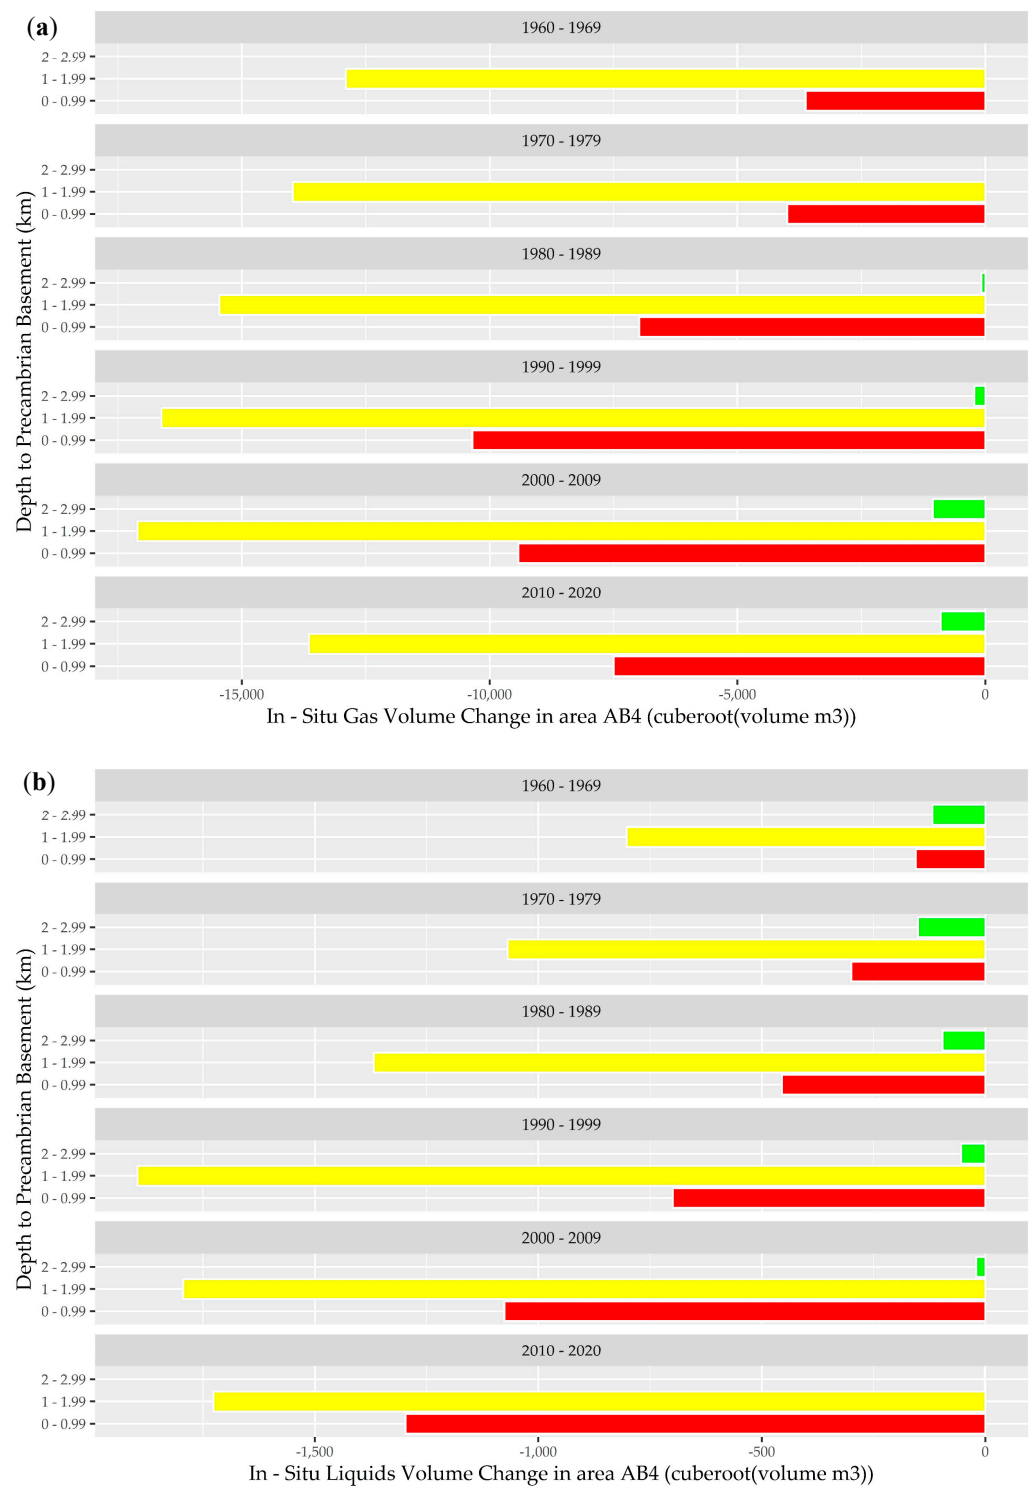 (a)
1960 - 1969
2 - 2.99
1 - 1.99
0 - 0.99
1970 - 1979
2 - 2.99
1 - 1.99
0 - 0.99
1980 - 1989
2 - 2.99
1 - 1.99
0 - 0.99
1990 - 1999
2 - 2.99
1 - 1.99
0 - 0.99
2000 - 2009
2 - 2.99
1 - 1.99
0 - 0.99
2010 - 2020
2 - 2.99
1 - 1.99
0 - 0.99
Depth to Precambrian Basement (km)
-15,000 -10,000 -5,000 0
In - Situ Gas Volume Change in area AB4 (cuberoot(volume m3))
(b)
1960 - 1969
2 - 2.99
1 - 1.99
0 - 0.99
1970 - 1979
2 - 2.99
1 - 1.99
0 - 0.99
1980 - 1989
2 - 2.99
1 - 1.99
0 - 0.99
1990 - 1999
2 - 2.99
1 - 1.99
0 - 0.99
2000 - 2009
2 - 2.99
1 - 1.99
0 - 0.99
2010 - 2020
2 - 2.99
1 - 1.99
0 - 0.99
Depth to Precambrian Basement (km)
-1,500 -1,000 -500 0
In - Situ Liquids Volume Change in area AB4 (cuberoot(volume m3))